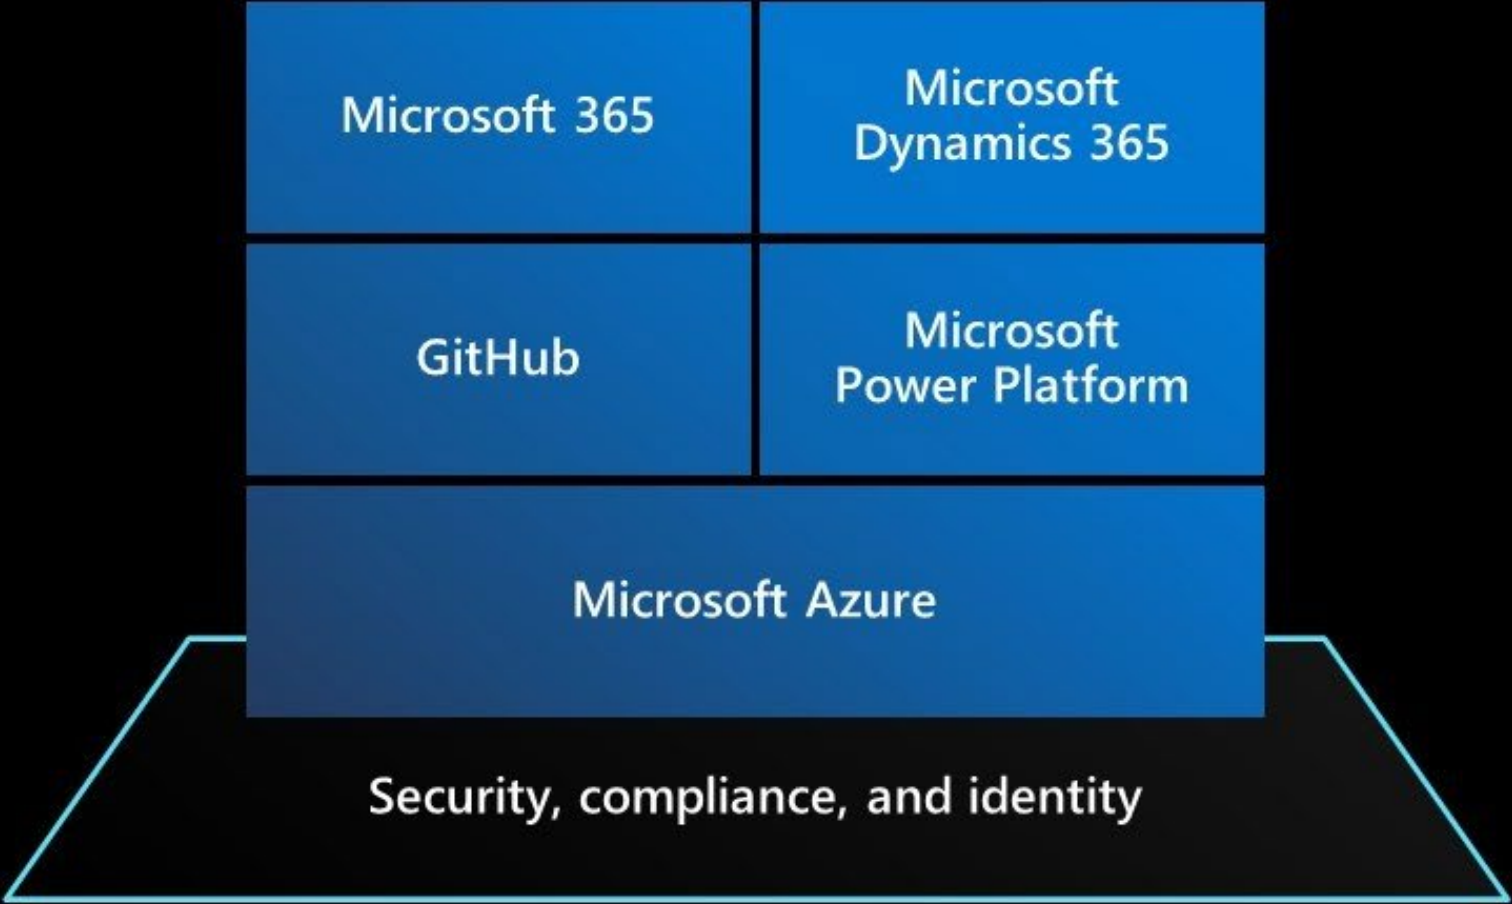 Microsoft 365
Microsoft
Dynamics 365
GitHub
Microsoft
Power Platform
Microsoft Azure
Security, compliance, and identity